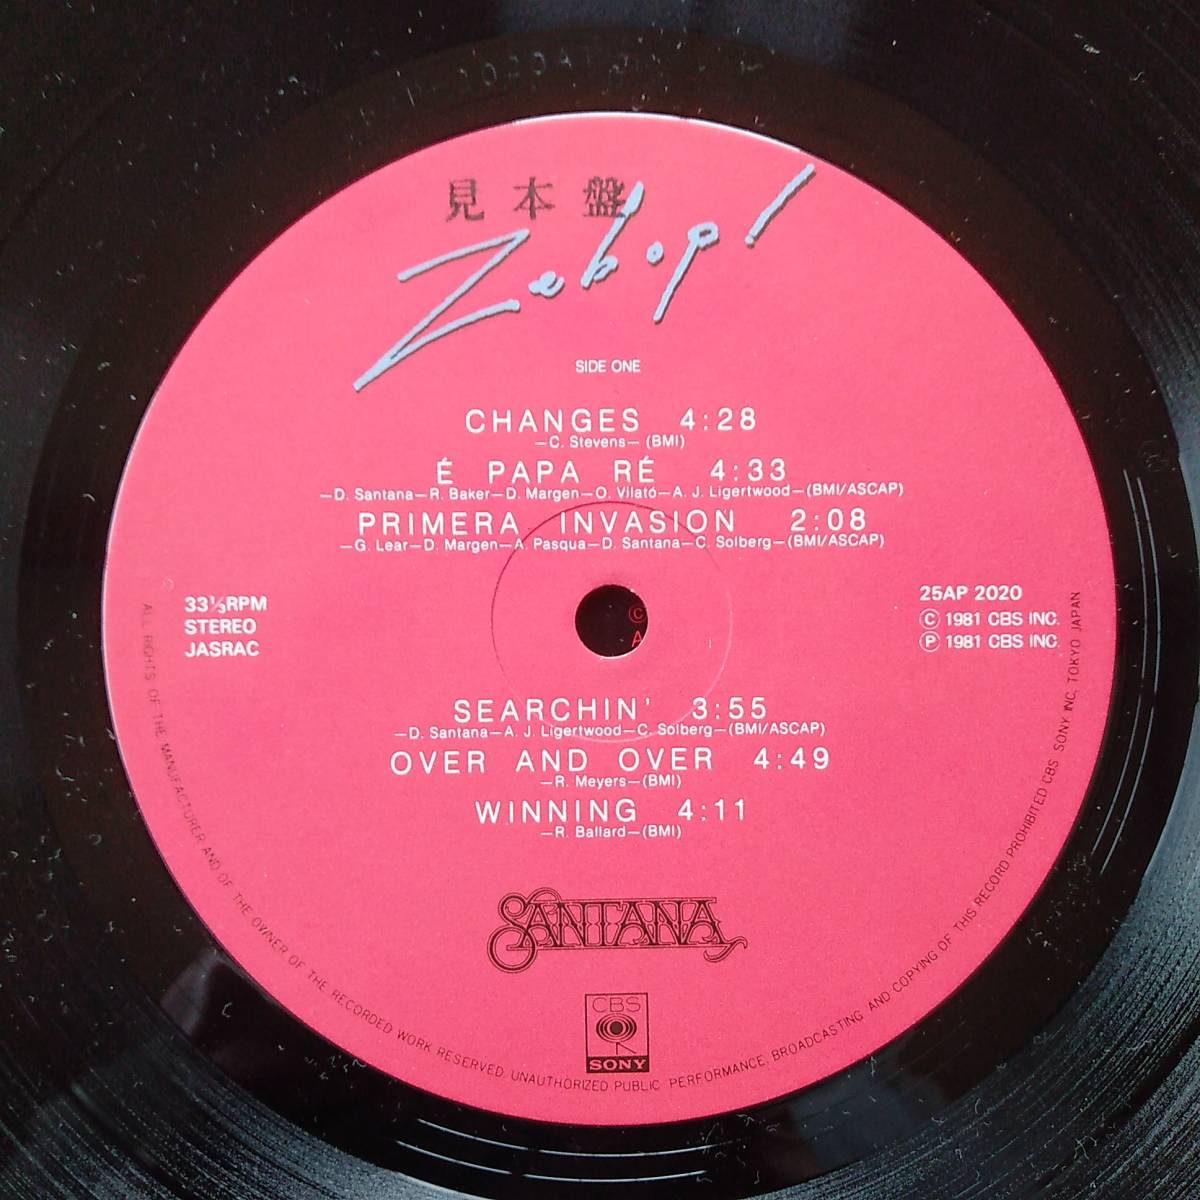 見本盤
Zebop!
SIDE ONE
CHANGES 4:28
—C. Stevens— (BMI)
É PAPA RÉ 4:33
—D. Santana—R. Baker—D. Margen—O. Vilató—A. J. Ligertwood—(BMI/ASCAP)
PRIMERA INVASION 2:08
—G. Lear—D. Margen—A. Pasqua—D. Santana—C. Solberg—(BMI/ASCAP)
33⅓RPM
STEREO
JASRAC
25AP 2020
Ⓒ 1981 CBS INC.
Ⓟ 1981 CBS INC.
SEARCHIN' 3:55
—D. Santana—A. J. Ligertwood—C. Solberg—(BMI/ASCAP)
OVER AND OVER 4:49
—R. Meyers—(BMI)
WINNING 4:11
—R. Ballard—(BMI)
SANTANA
CBS
SONY
ALL RIGHTS OF THE MANUFACTURER AND OF THE OWNER OF THE RECORDED WORK RESERVED. UNAUTHORIZED PUBLIC PERFORMANCE. BROADCASTING AND COPYING OF THIS RECORD PROHIBITED CBS SONY INC. TOKYO JAPAN